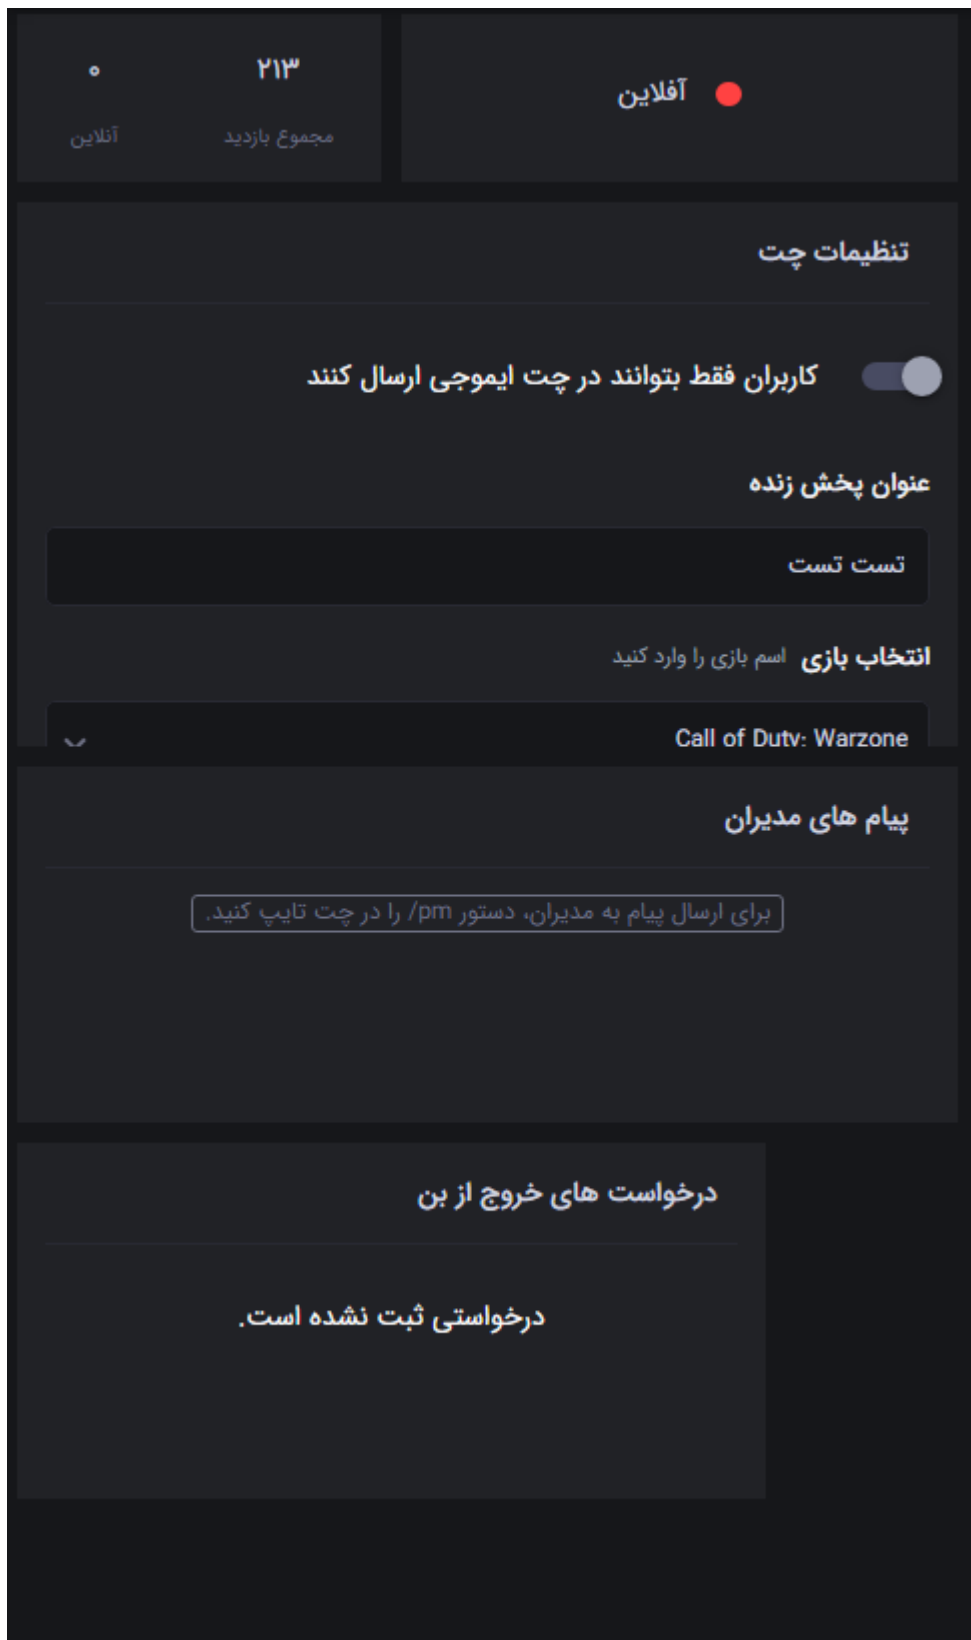 آفلاین
۲۱۳ ۰
مجموع بازدید آنلاین
تنظیمات چت
کاربران فقط بتوانند در چت ایموجی ارسال کنند
عنوان پخش زنده
تست تست
انتخاب بازی اسم بازی را وارد کنید
Call of Duty: Warzone
پیام های مدیران
برای ارسال پیام به مدیران، دستور pm/ را در چت تایپ کنید.
درخواست های خروج از بن
درخواستی ثبت نشده است.